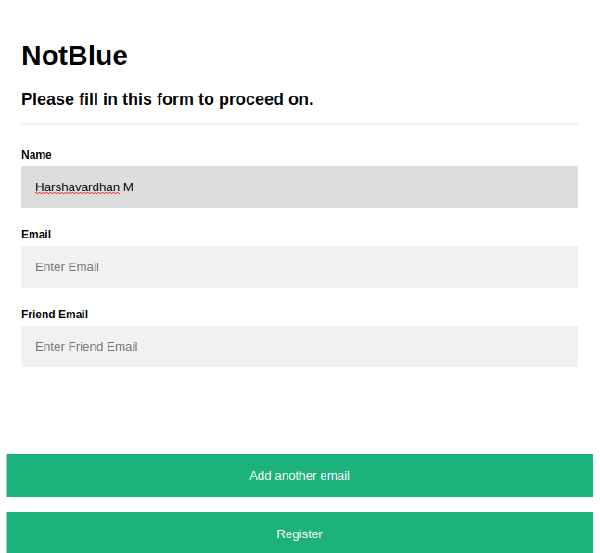 NotBlue
Please fill in this form to proceed on.
Name
Harshavardhan M
Email
Enter Email
Friend Email
Enter Friend Email
Add another email
Register